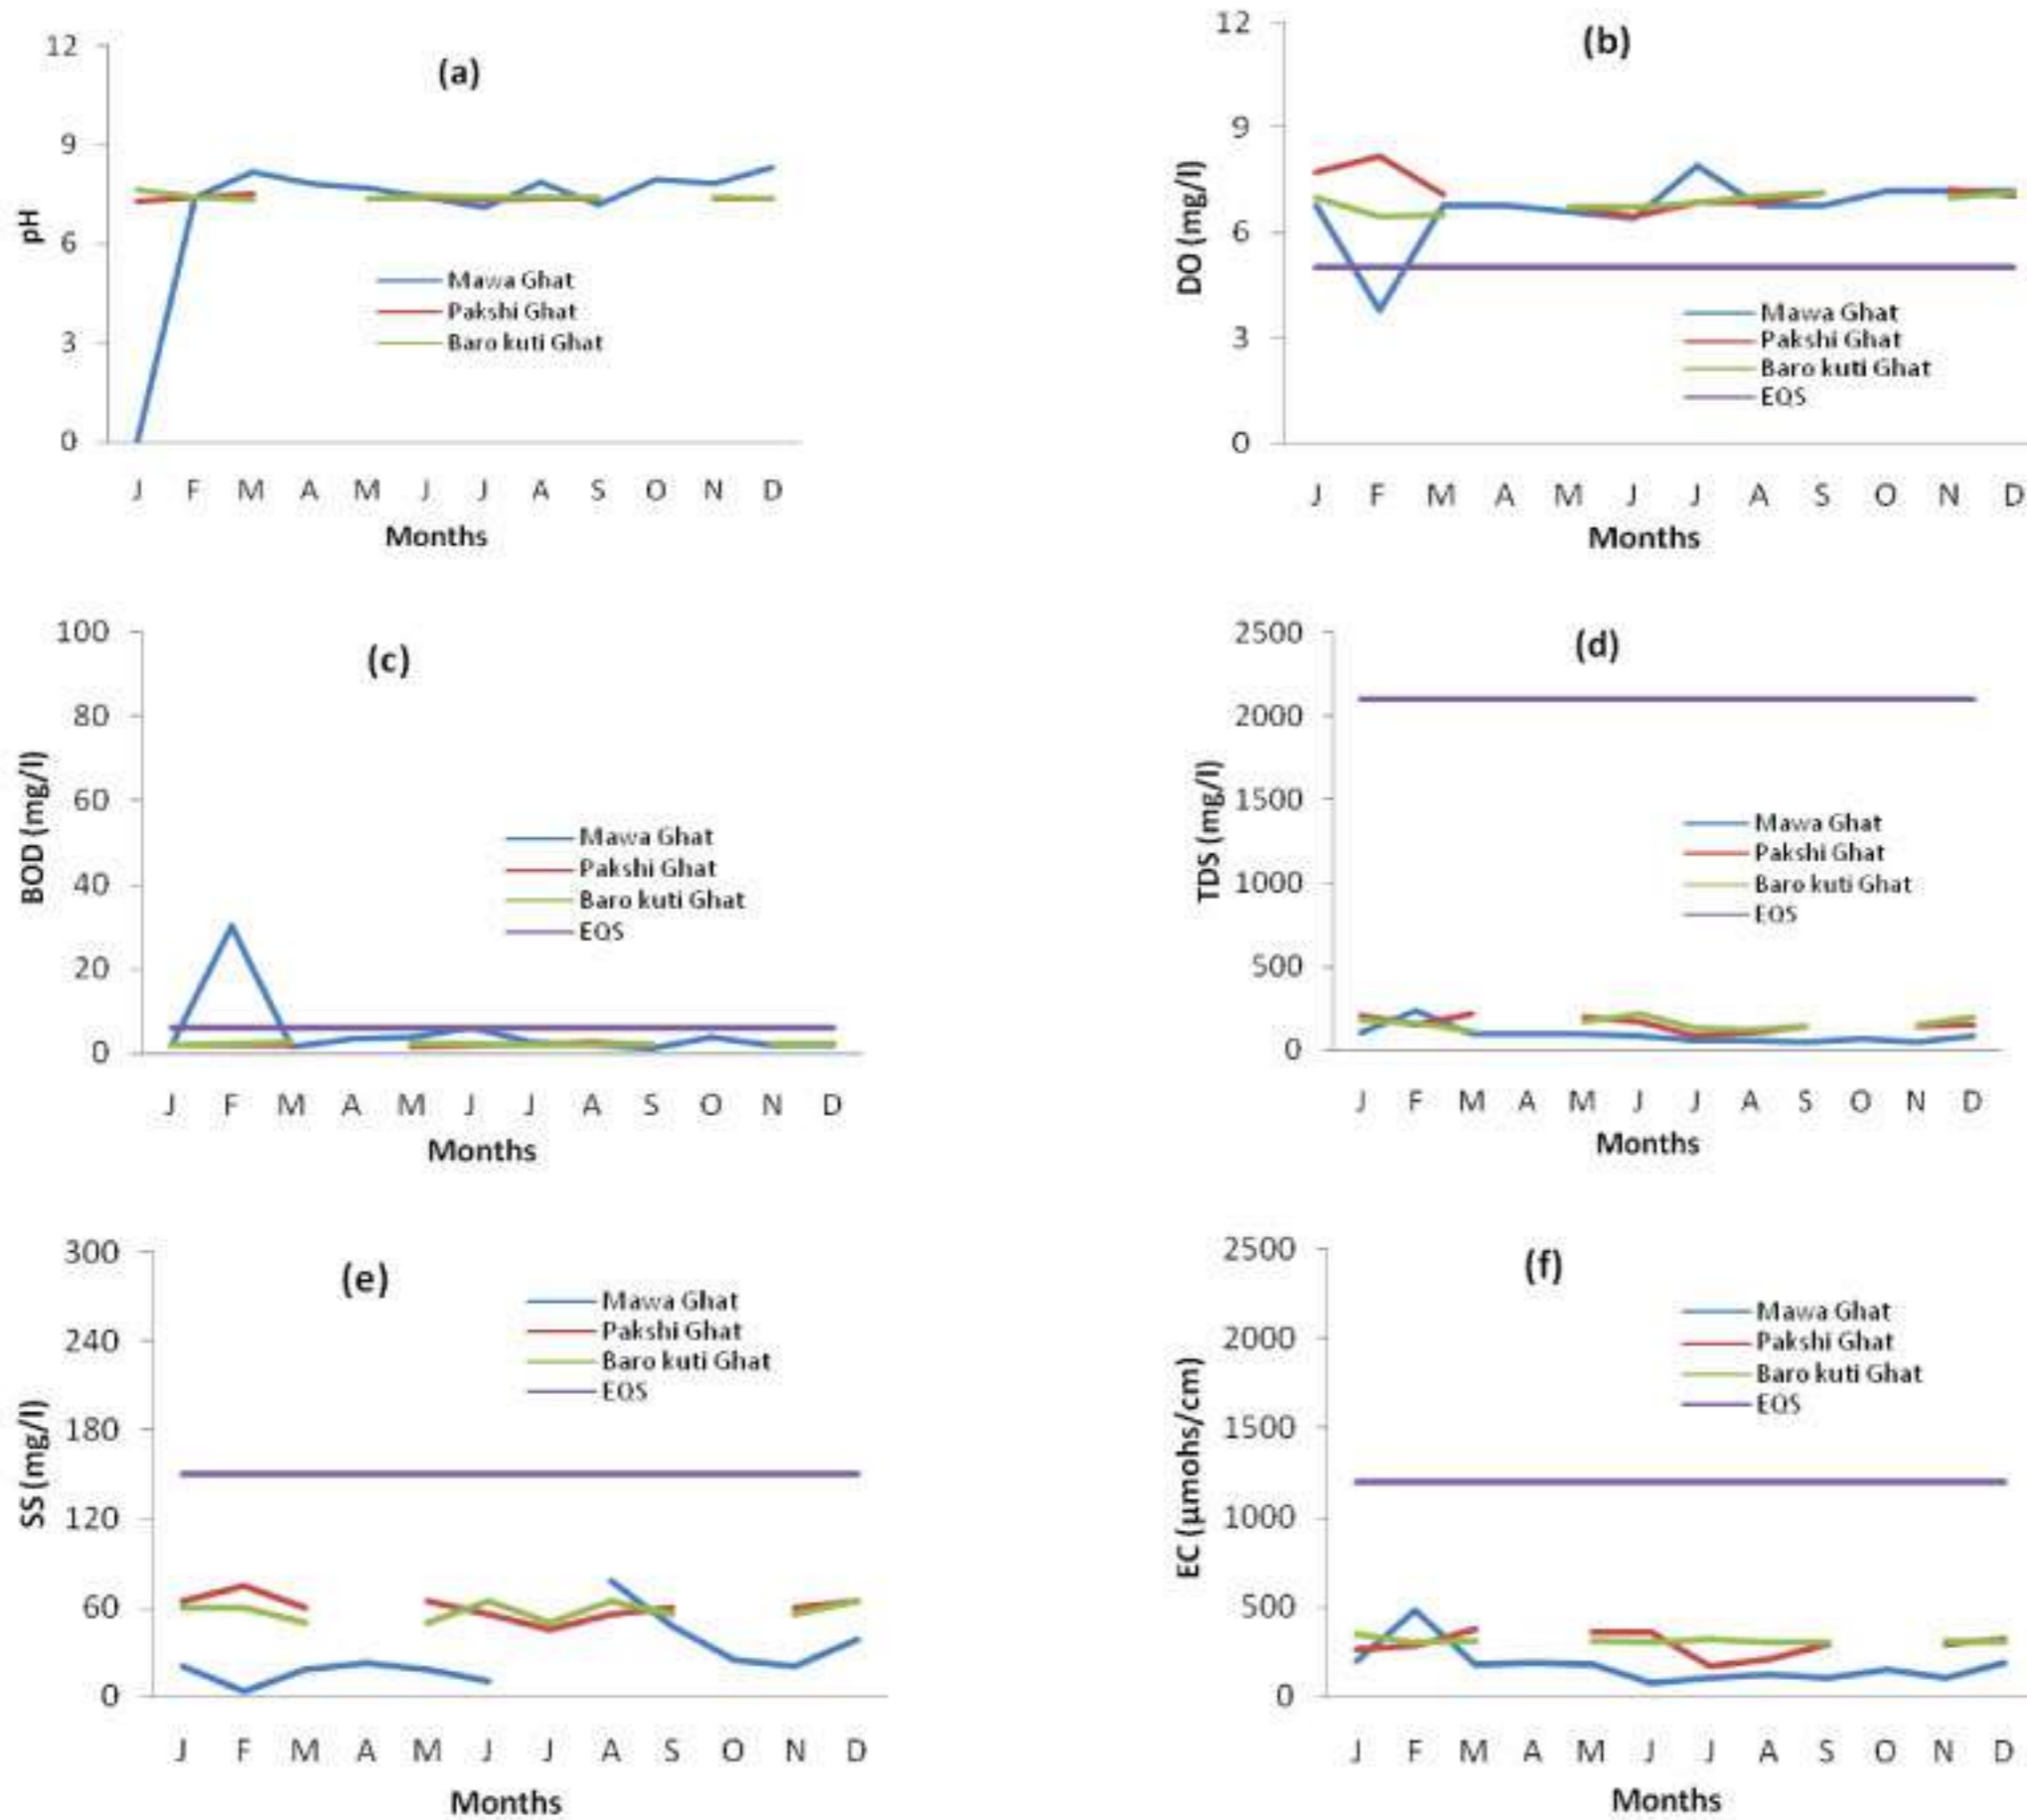 (a)
12
9
6
3
0
pH
Mawa Ghat
Pakshi Ghat
Baro kuti Ghat
J F M A M J J A S O N D
Months
(b)
12
9
6
3
0
DO (mg/l)
Mawa Ghat
Pakshi Ghat
Baro kuti Ghat
EQS
J F M A M J J A S O N D
Months
(c)
100
80
60
40
20
0
BOD (mg/l)
Mawa Ghat
Pakshi Ghat
Baro kuti Ghat
EQS
J F M A M J J A S O N D
Months
(d)
2500
2000
1500
1000
500
0
TDS (mg/l)
Mawa Ghat
Pakshi Ghat
Baro kuti Ghat
EQS
J F M A M J J A S O N D
Months
(e)
300
240
180
120
60
0
SS (mg/l)
Mawa Ghat
Pakshi Ghat
Baro kuti Ghat
EQS
J F M A M J J A S O N D
Months
(f)
2500
2000
1500
1000
500
0
EC (µmohs/cm)
Mawa Ghat
Pakshi Ghat
Baro kuti Ghat
EQS
J F M A M J J A S O N D
Months